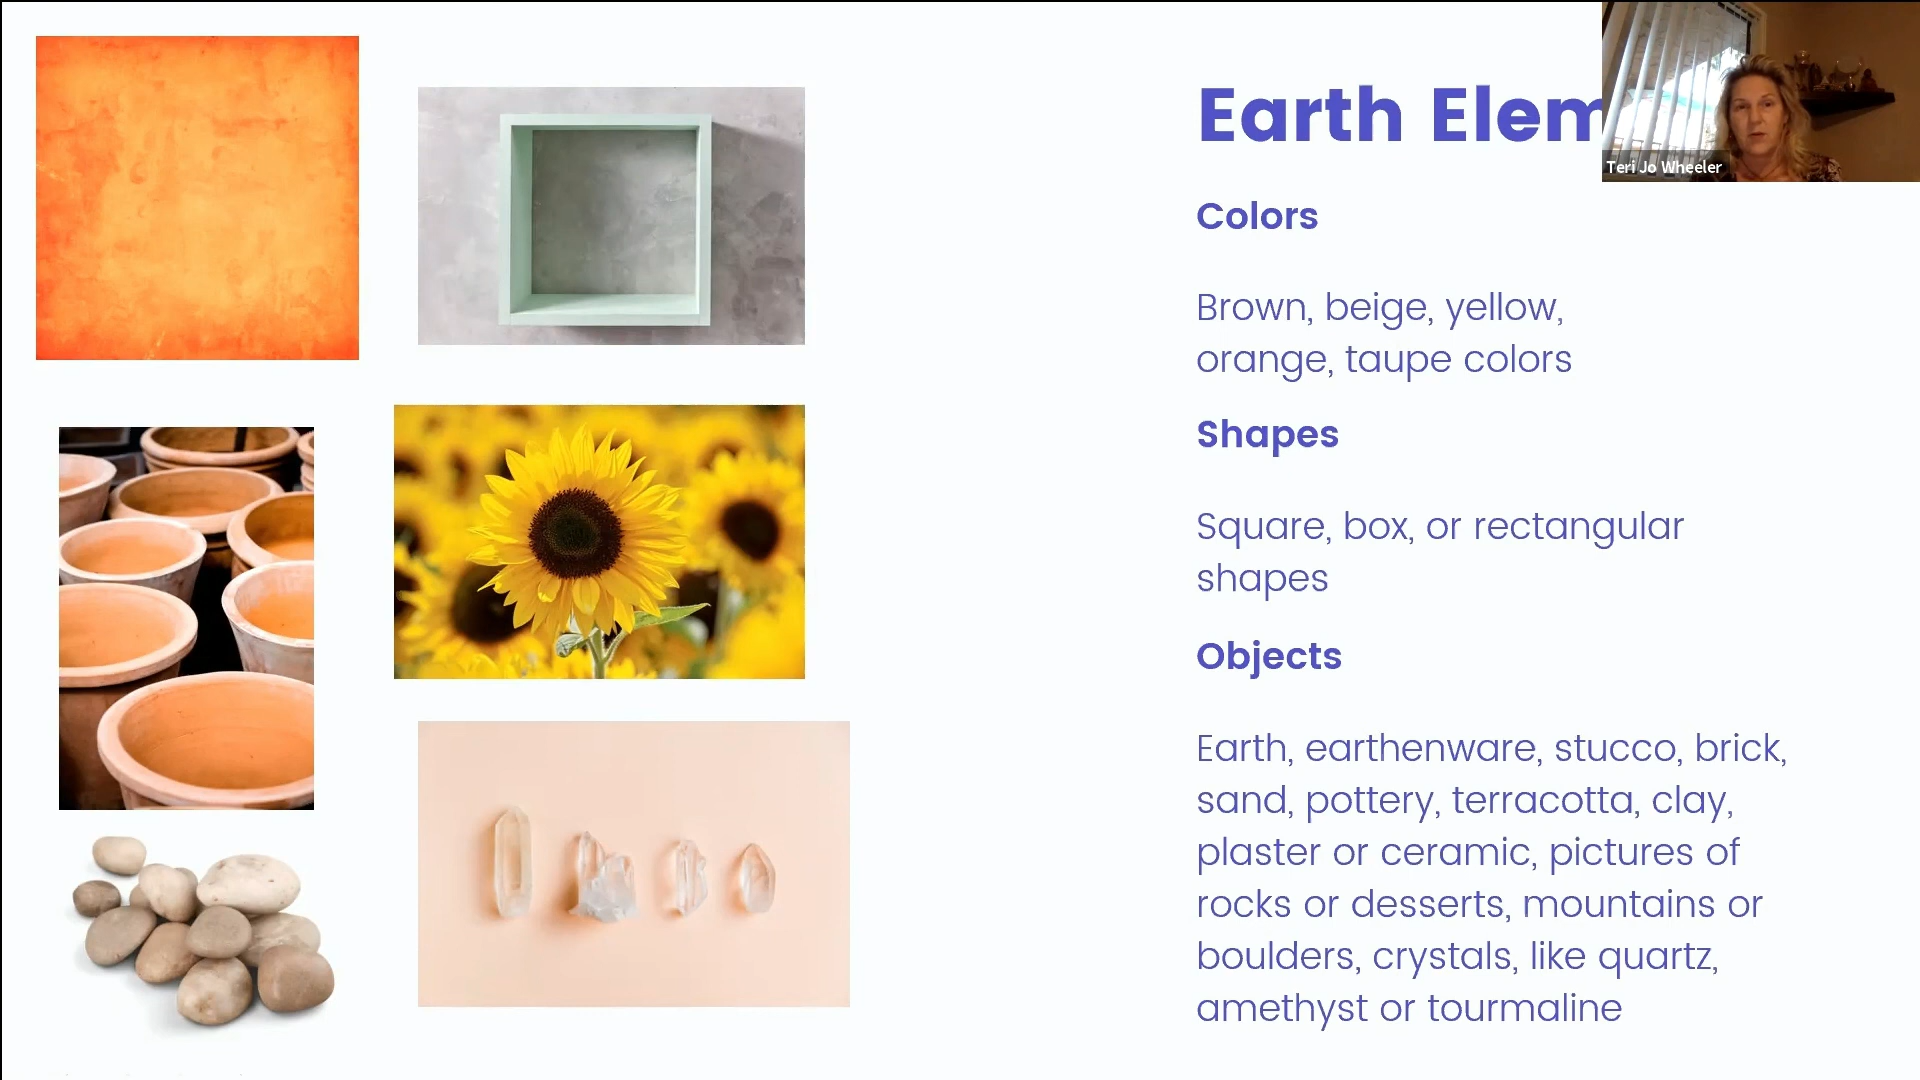 Earth Elem
Teri Jo Wheeler
Colors
Brown, beige, yellow,
orange, taupe colors
Shapes
Square, box, or rectangular
shapes
Objects
Earth, earthenware, stucco, brick,
sand, pottery, terracotta, clay,
plaster or ceramic, pictures of
rocks or desserts, mountains or
boulders, crystals, like quartz,
amethyst or tourmaline